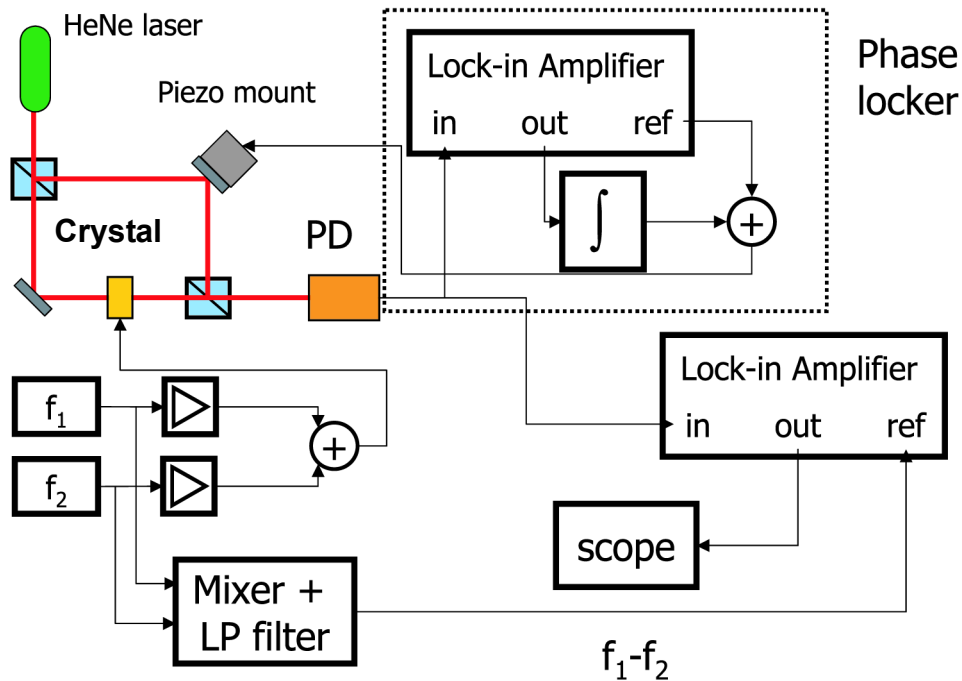 HeNe laser
Piezo mount
Lock-in Amplifier
in out ref
Phase
locker
∫
+
Crystal
PD
Lock-in Amplifier
in out ref
f₁
+
f₂
scope
Mixer +
LP filter
f₁-f₂